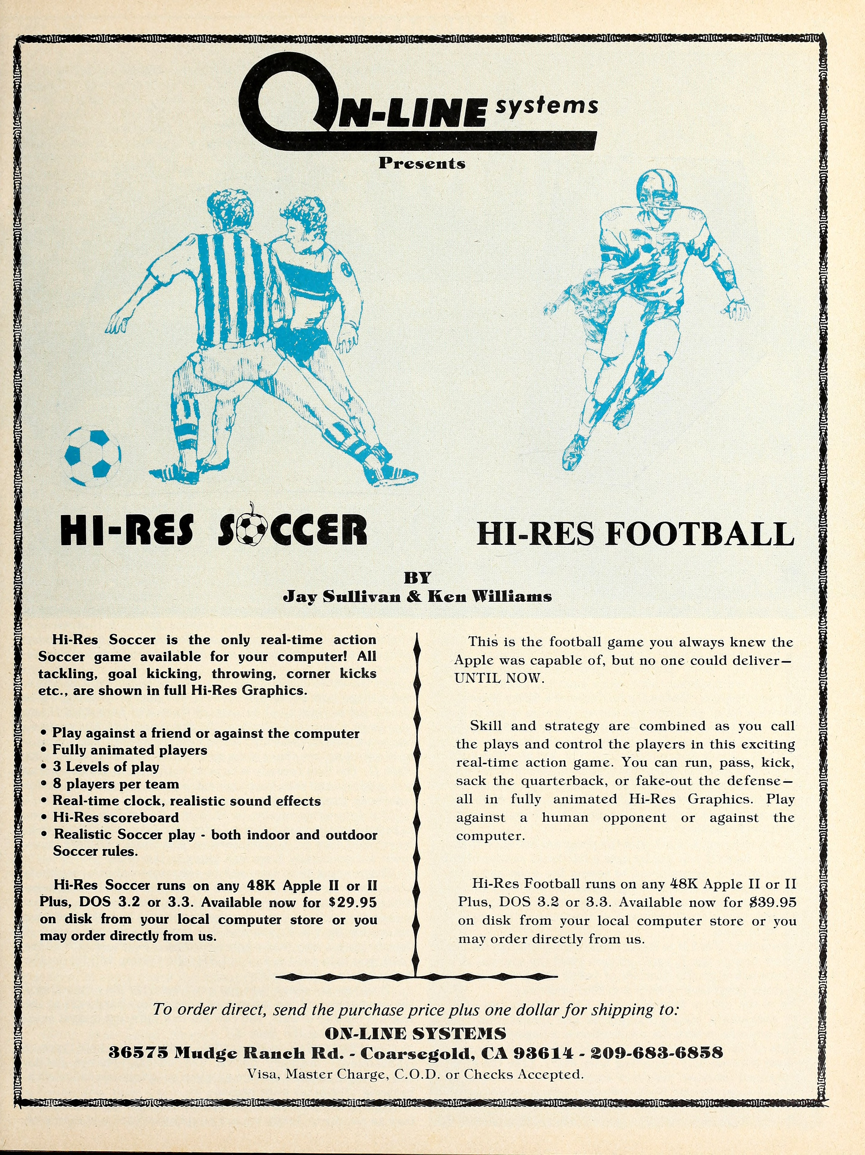 ON-LINE systems
Presents
HI-RES SOCCER
HI-RES FOOTBALL
BY
Jay Sullivan & Ken Williams
Hi-Res Soccer is the only real-time action
Soccer game available for your computer! All
tackling, goal kicking, throwing, corner kicks
etc., are shown in full Hi-Res Graphics.
• Play against a friend or against the computer
• Fully animated players
• 3 Levels of play
• 8 players per team
• Real-time clock, realistic sound effects
• Hi-Res scoreboard
• Realistic Soccer play - both indoor and outdoor
Soccer rules.
Hi-Res Soccer runs on any 48K Apple II or II
Plus, DOS 3.2 or 3.3. Available now for $29.95
on disk from your local computer store or you
may order directly from us.
This is the football game you always knew the
Apple was capable of, but no one could deliver—
UNTIL NOW.
Skill and strategy are combined as you call
the plays and control the players in this exciting
real-time action game. You can run, pass, kick,
sack the quarterback, or fake-out the defense—
all in fully animated Hi-Res Graphics. Play
against a human opponent or against the
computer.
Hi-Res Football runs on any 48K Apple II or II
Plus, DOS 3.2 or 3.3. Available now for $39.95
on disk from your local computer store or you
may order directly from us.
To order direct, send the purchase price plus one dollar for shipping to:
ON-LINE SYSTEMS
36575 Mudge Ranch Rd. - Coarsegold, CA 93614 - 209-683-6858
Visa, Master Charge, C.O.D. or Checks Accepted.